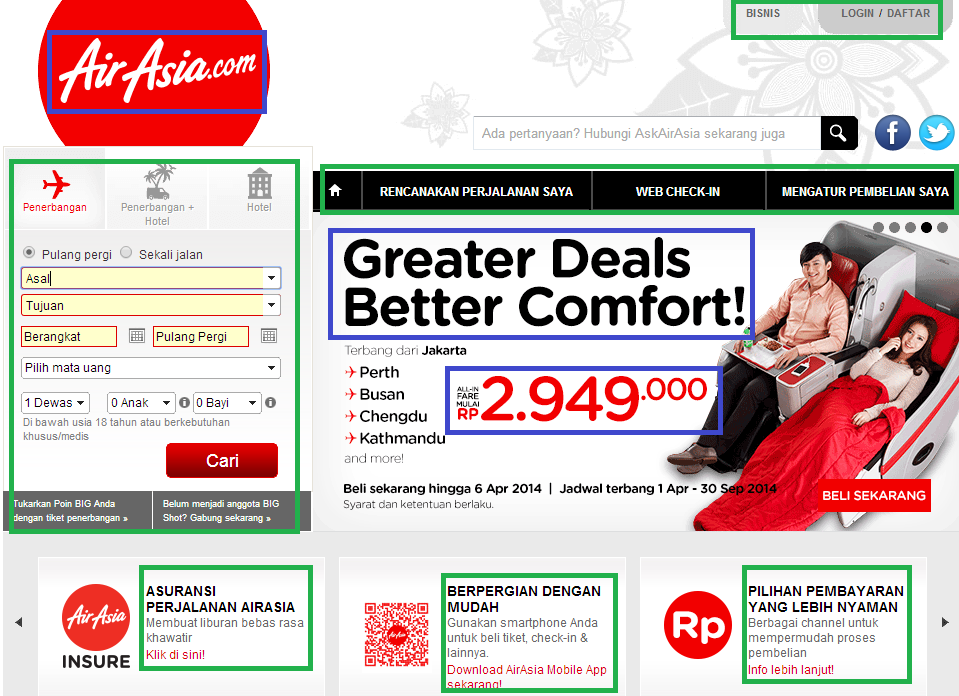 BISNIS
LOGIN / DAFTAR
AirAsia.com
Ada pertanyaan? Hubungi AskAirAsia sekarang juga
Penerbangan
Penerbangan +
Hotel
Hotel
RENCANAKAN PERJALANAN SAYA
WEB CHECK-IN
MENGATUR PEMBELIAN SAYA
Pulang pergi
Sekali jalan
Asal
Tujuan
Berangkat
Pulang Pergi
Pilih mata uang
1 Dewas
0 Anak
0 Bayi
Di bawah usia 18 tahun atau berkebutuhan
khusus/medis
Cari
Tukarkan Poin BIG Anda
dengan tiket penerbangan »
Belum menjadi anggota BIG
Shot? Gabung sekarang »
Greater Deals
Better Comfort!
Terbang dari Jakarta
Perth
Busan
Chengdu
Kathmandu
and more!
ALL-IN
FARE
MULAI
RP 2.949.000
Beli sekarang hingga 6 Apr 2014 | Jadwal terbang 1 Apr - 30 Sep 2014
Syarat dan ketentuan berlaku.
BELI SEKARANG
AirAsia
INSURE
ASURANSI
PERJALANAN AIRASIA
Membuat liburan bebas rasa
khawatir
Klik di sini!
AirAsia
BERPERGIAN DENGAN
MUDAH
Gunakan smartphone Anda
untuk beli tiket, check-in &
lainnya.
Download AirAsia Mobile App
sekarang!
Rp
PILIHAN PEMBAYARAN
YANG LEBIH NYAMAN
Berbagai channel untuk
mempermudah proses
pembelian
Info lebih lanjut!